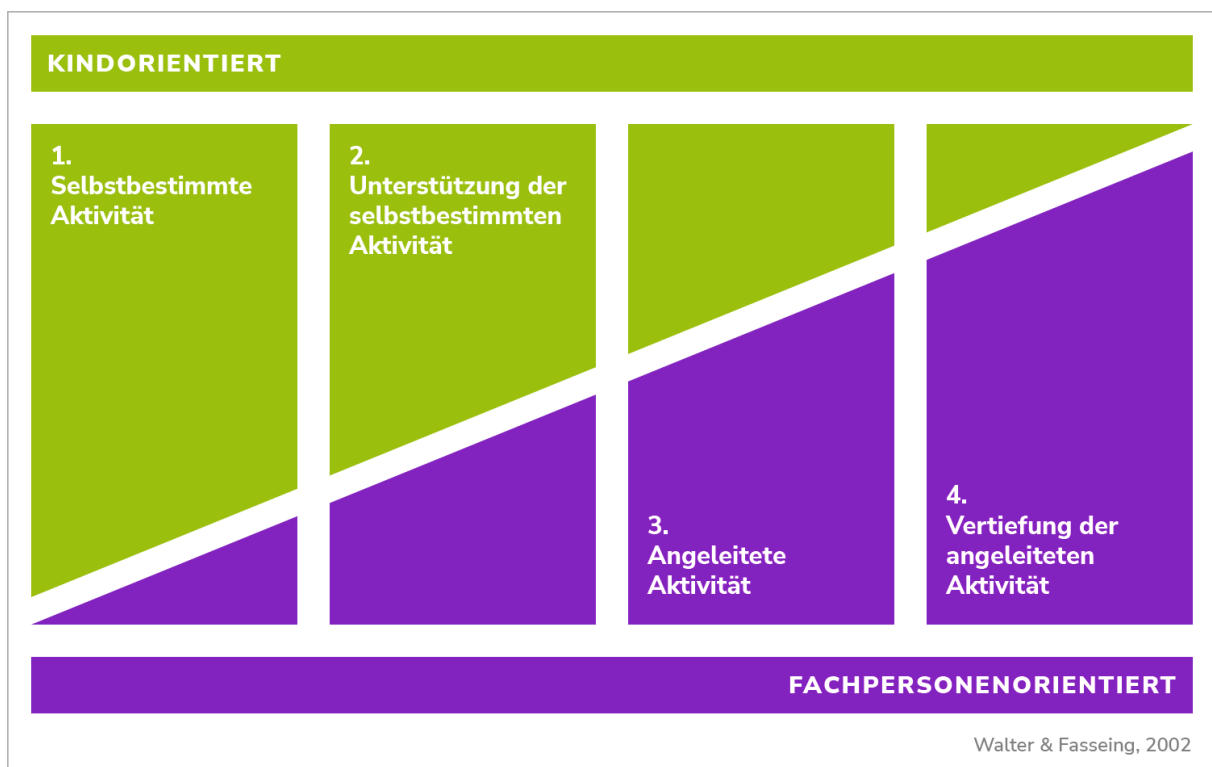 KINDORIENTIERT
1.
Selbstbestimmte
Aktivität
2.
Unterstützung der
selbstbestimmten
Aktivität
3.
Angeleitete
Aktivität
4.
Vertiefung der
angeleiteten
Aktivität
FACHPERSONENORIENTIERT
Walter & Fasseing, 2002